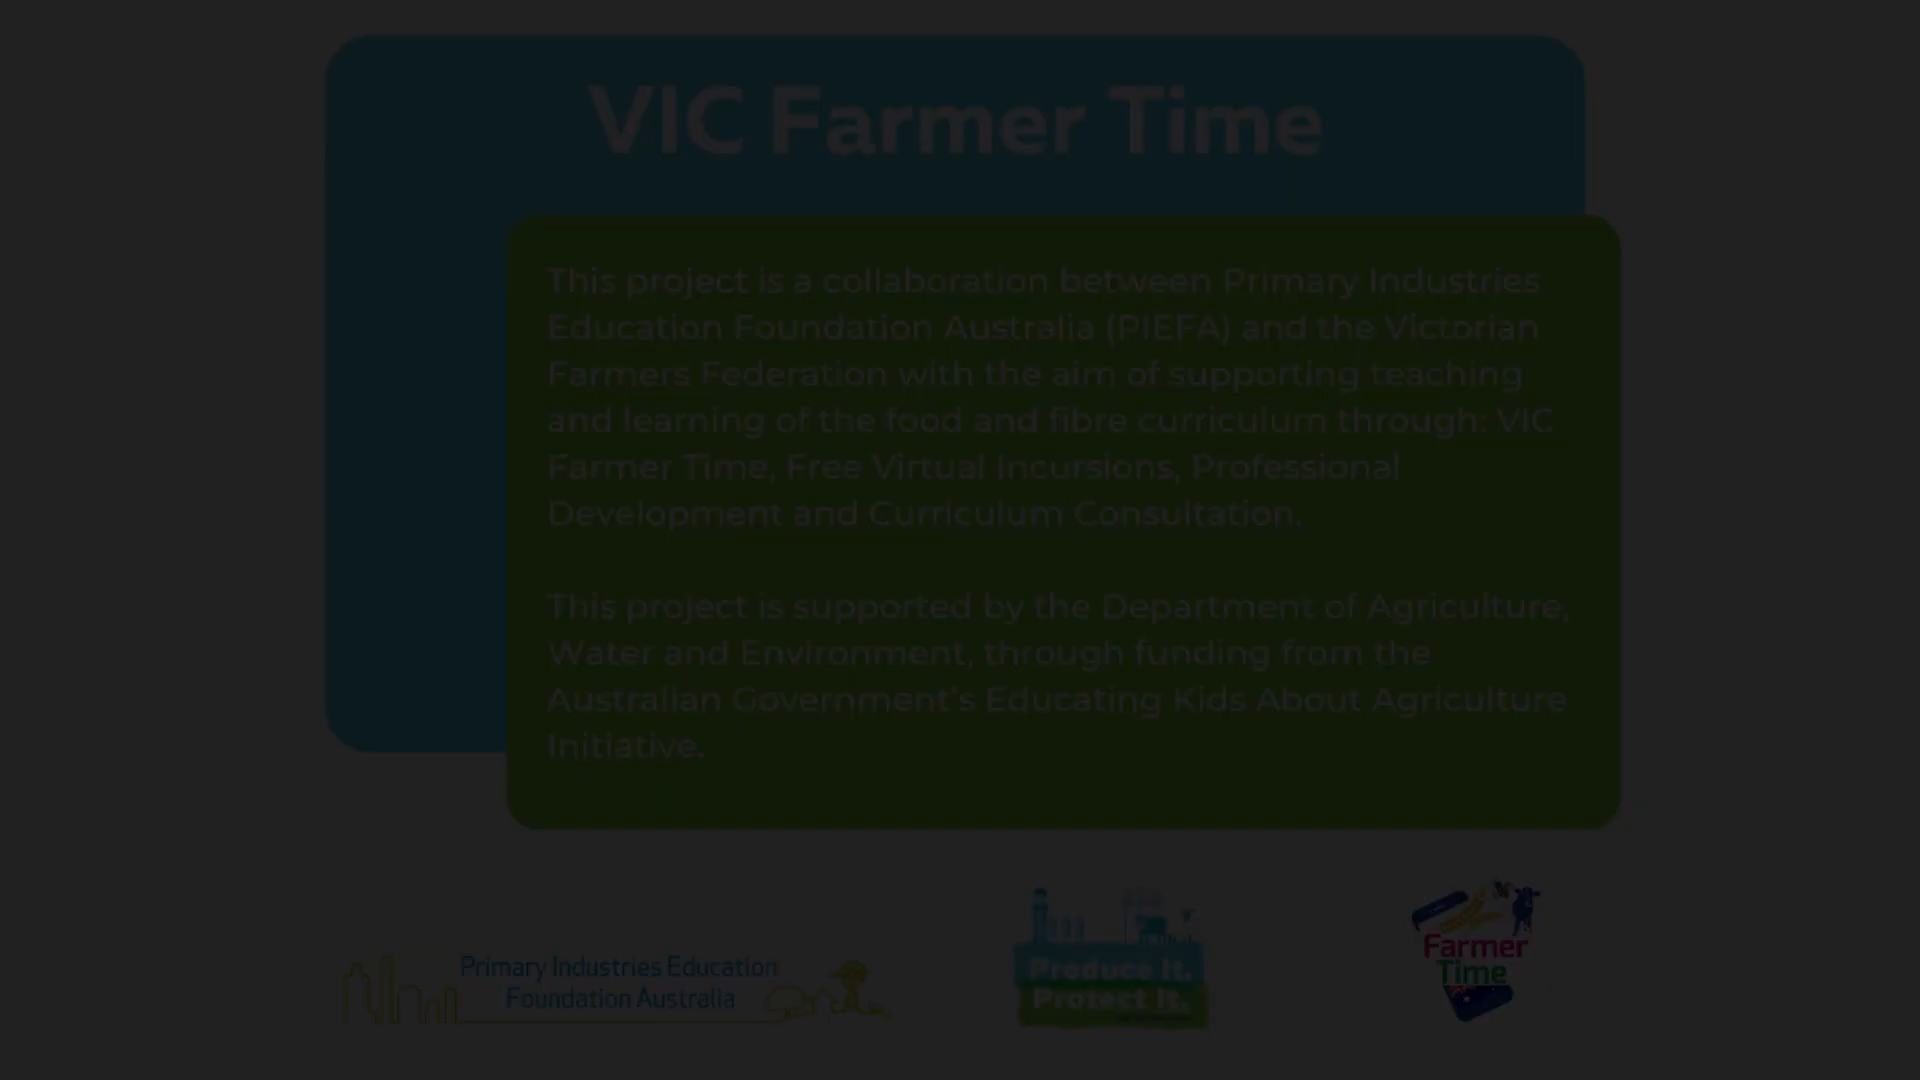 VIC Farmer Time
This project is a collaboration between Primary Industries
Education Foundation Australia (PIEFA) and the Victorian
Farmers Federation with the aim of supporting teaching
and learning of the food and fibre curriculum through: VIC
Farmer Time, Free Virtual Incursions, Professional
Development and Curriculum Consultation.
This project is supported by the Department of Agriculture,
Water and Environment, through funding from the
Australian Government's Educating Kids About Agriculture
Initiative.
Primary Industries Education
Foundation Australia
Produce It.
Protect It.
Farmer
Time